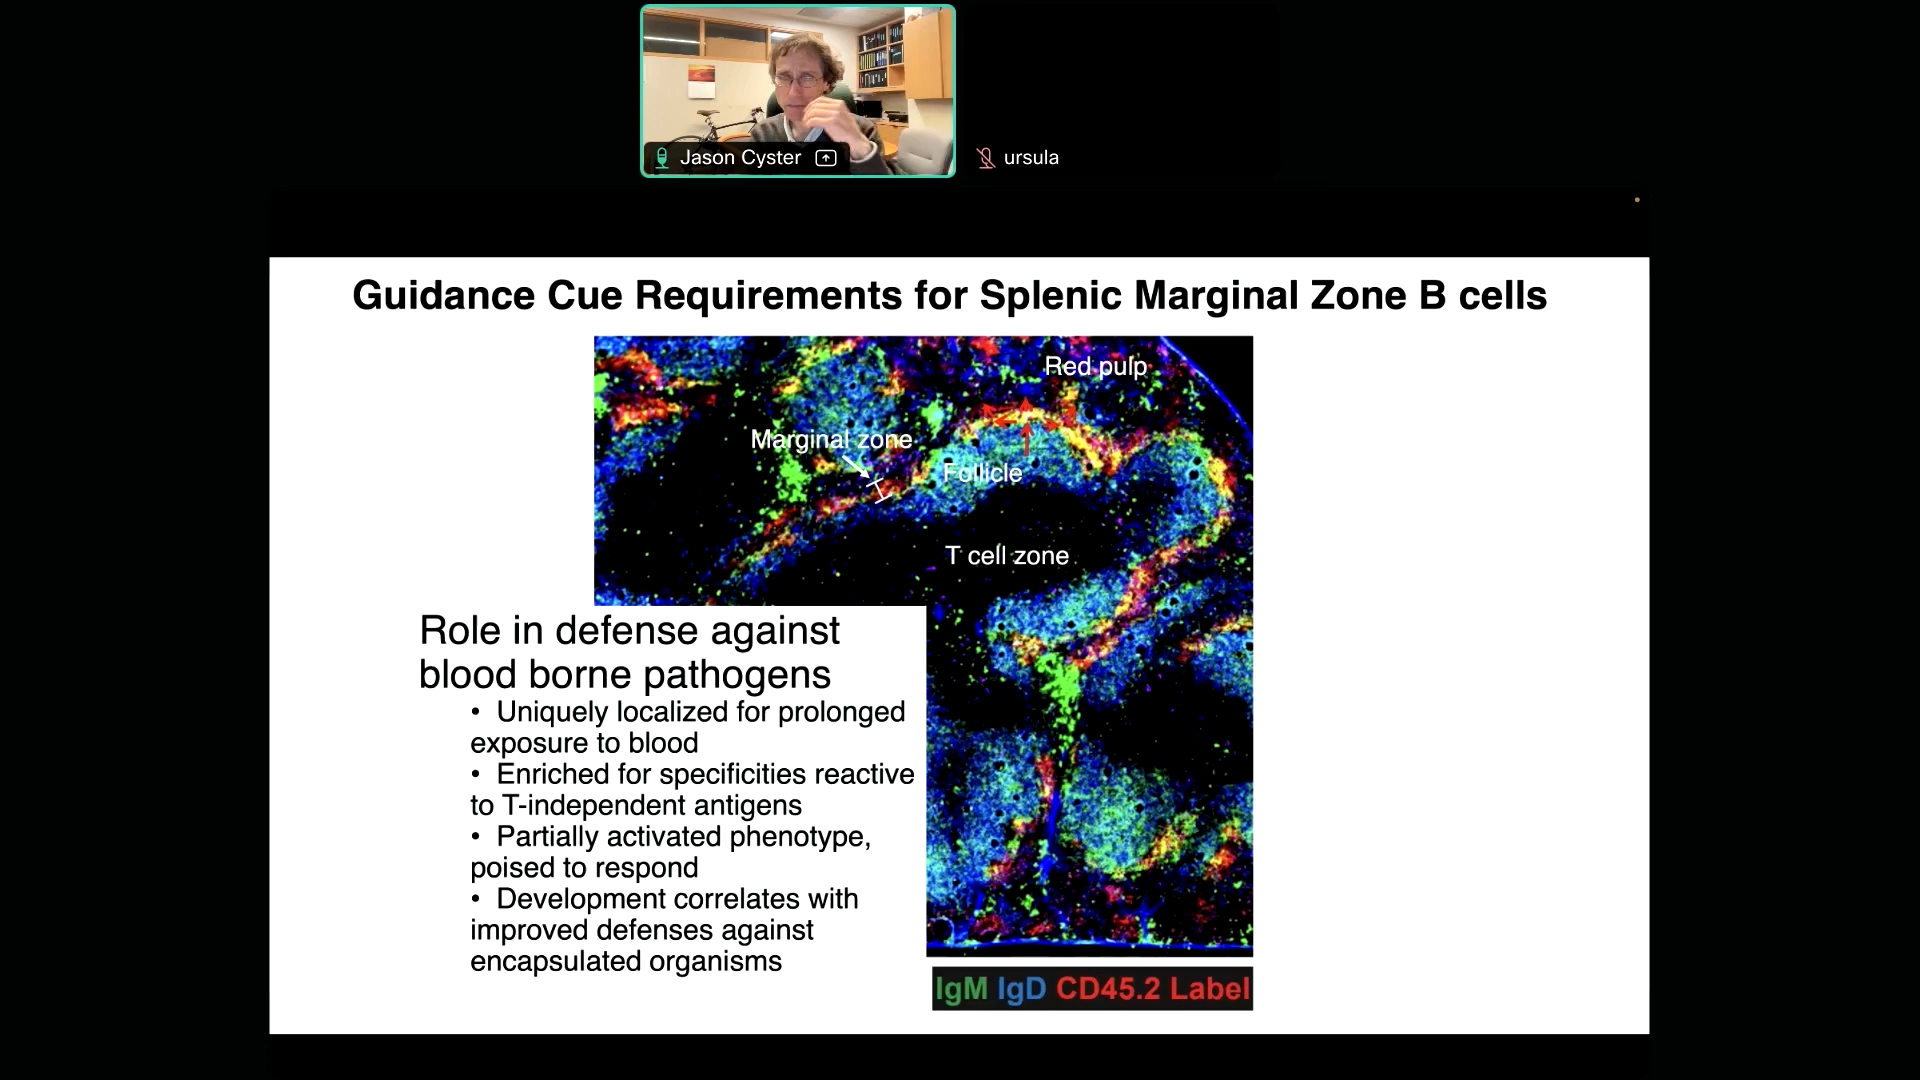 Jason Cyster
ursula
Guidance Cue Requirements for Splenic Marginal Zone B cells
Red pulp
Marginal zone
Follicle
T cell zone
Role in defense against
blood borne pathogens
• Uniquely localized for prolonged
exposure to blood
• Enriched for specificities reactive
to T-independent antigens
• Partially activated phenotype,
poised to respond
• Development correlates with
improved defenses against
encapsulated organisms
IgM IgD CD45.2 Label